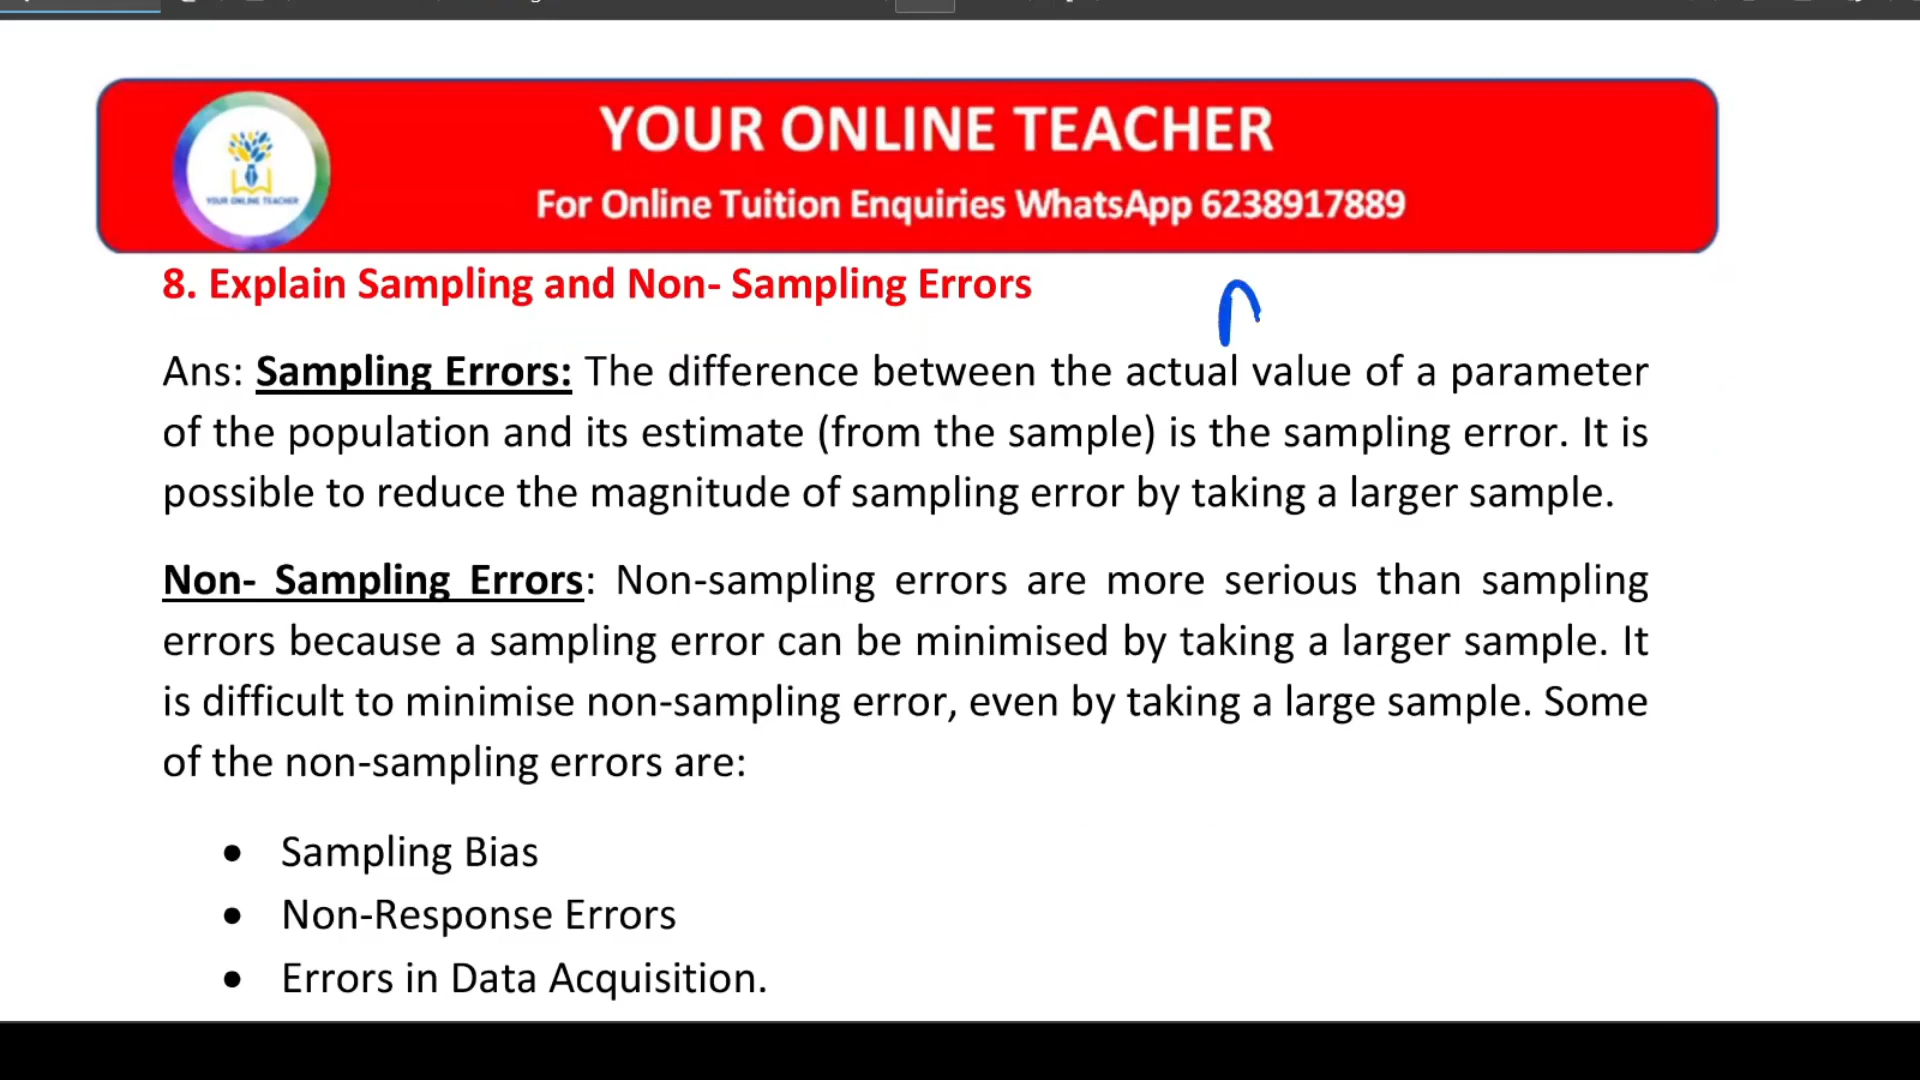 YOUR ONLINE TEACHER
For Online Tuition Enquiries WhatsApp 6238917889
YOUR ONLINE TEACHER
8. Explain Sampling and Non- Sampling Errors
Ans: Sampling Errors: The difference between the actual value of a parameter
of the population and its estimate (from the sample) is the sampling error. It is
possible to reduce the magnitude of sampling error by taking a larger sample.
Non- Sampling Errors: Non-sampling errors are more serious than sampling
errors because a sampling error can be minimised by taking a larger sample. It
is difficult to minimise non-sampling error, even by taking a large sample. Some
of the non-sampling errors are:
• Sampling Bias
• Non-Response Errors
• Errors in Data Acquisition.